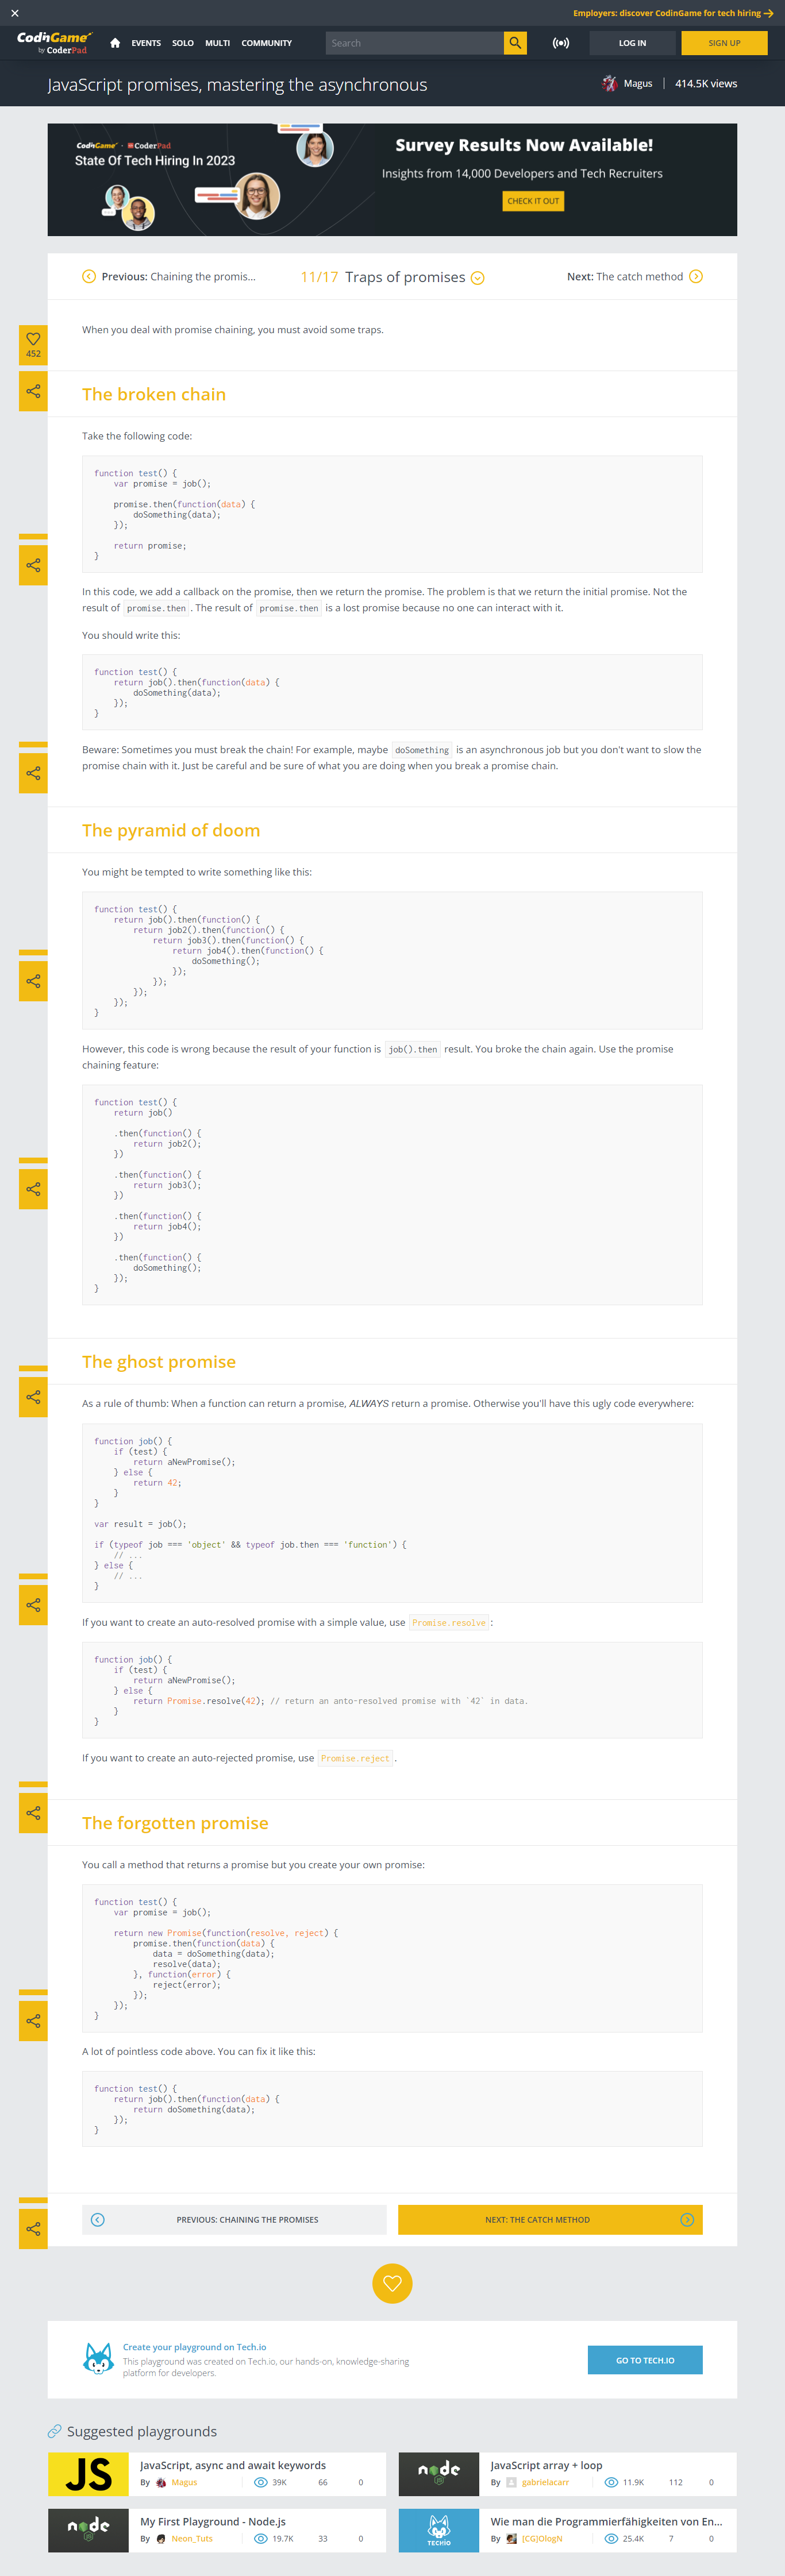 Employers: discover CodinGame for tech hiring
CodinGame
by CoderPad
EVENTS SOLO MULTI COMMUNITY
Search
LOG IN
SIGN UP
JavaScript promises, mastering the asynchronous
Magus
414.5K views
CodinGame · CoderPad
State Of Tech Hiring In 2023
Survey Results Now Available!
Insights from 14,000 Developers and Tech Recruiters
CHECK IT OUT
Previous: Chaining the promis...
11/17 Traps of promises
Next: The catch method
452
When you deal with promise chaining, you must avoid some traps.
The broken chain
Take the following code:
function test() {
    var promise = job();
    promise.then(function(data) {
        doSomething(data);
    });
    return promise;
}
In this code, we add a callback on the promise, then we return the promise. The problem is that we return the initial promise. Not the
result of promise.then . The result of promise.then is a lost promise because no one can interact with it.
You should write this:
function test() {
    return job().then(function(data) {
        doSomething(data);
    });
}
Beware: Sometimes you must break the chain! For example, maybe doSomething is an asynchronous job but you don't want to slow the
promise chain with it. Just be careful and be sure of what you are doing when you break a promise chain.
The pyramid of doom
You might be tempted to write something like this:
function test() {
    return job().then(function() {
        return job2().then(function() {
            return job3().then(function() {
                return job4().then(function() {
                    doSomething();
                });
            });
        });
    });
}
However, this code is wrong because the result of your function is job().then result. You broke the chain again. Use the promise
chaining feature:
function test() {
    return job()
    .then(function() {
        return job2();
    })
    .then(function() {
        return job3();
    })
    .then(function() {
        return job4();
    })
    .then(function() {
        doSomething();
    });
}
The ghost promise
As a rule of thumb: When a function can return a promise, ALWAYS return a promise. Otherwise you'll have this ugly code everywhere:
function job() {
    if (test) {
        return aNewPromise();
    } else {
        return 42;
    }
}
var result = job();
if (typeof job === 'object' && typeof job.then === 'function') {
    // ...
} else {
    // ...
}
If you want to create an auto-resolved promise with a simple value, use Promise.resolve :
function job() {
    if (test) {
        return aNewPromise();
    } else {
        return Promise.resolve(42); // return an anto-resolved promise with `42` in data.
    }
}
If you want to create an auto-rejected promise, use Promise.reject .
The forgotten promise
You call a method that returns a promise but you create your own promise:
function test() {
    var promise = job();
    return new Promise(function(resolve, reject) {
        promise.then(function(data) {
            data = doSomething(data);
            resolve(data);
        }, function(error) {
            reject(error);
        });
    });
}
A lot of pointless code above. You can fix it like this:
function test() {
    return job().then(function(data) {
        return doSomething(data);
    });
}
PREVIOUS: CHAINING THE PROMISES
NEXT: THE CATCH METHOD
Create your playground on Tech.io
This playground was created on Tech.io, our hands-on, knowledge-sharing
platform for developers.
GO TO TECH.IO
Suggested playgrounds
JS
JavaScript, async and await keywords
By Magus 39K 66 0
node
JavaScript array + loop
By gabrielacarr 11.9K 112 0
node
My First Playground - Node.js
By Neon_Tuts 19.7K 33 0
TECHIO
Wie man die Programmierfähigkeiten von En...
By [CG]OlogN 25.4K 7 0